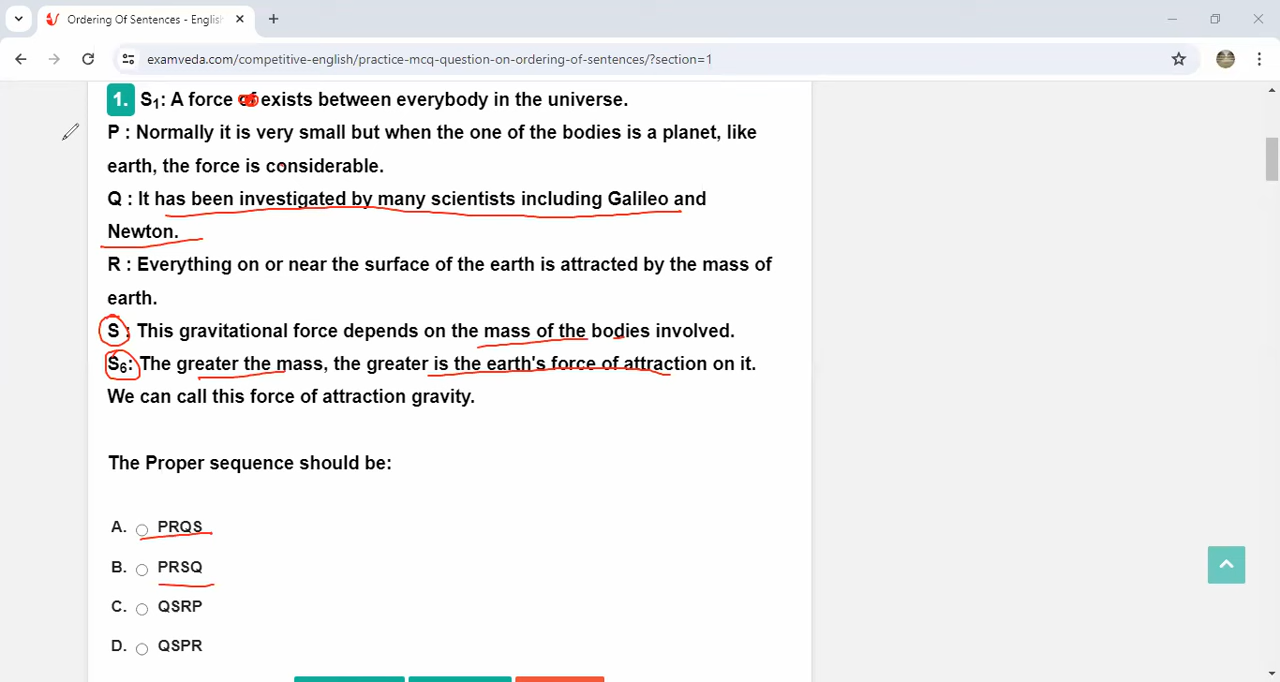 Ordering Of Sentences - Englis
examveda.com/competitive-english/practice-mcq-question-on-ordering-of-sentences/?section=1
1. S1: A force exists between everybody in the universe.
P : Normally it is very small but when the one of the bodies is a planet, like
earth, the force is considerable.
Q : It has been investigated by many scientists including Galileo and
Newton.
R : Everything on or near the surface of the earth is attracted by the mass of
earth.
S : This gravitational force depends on the mass of the bodies involved.
S6: The greater the mass, the greater is the earth's force of attraction on it.
We can call this force of attraction gravity.
The Proper sequence should be:
A. PRQS
B. PRSQ
C. QSRP
D. QSPR